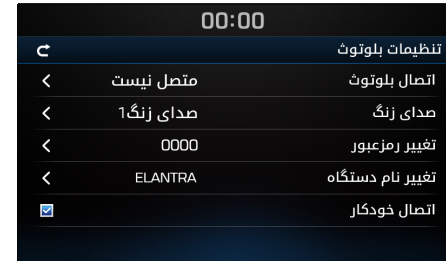 00:00
تنظیمات بلوتوث
اتصال بلوتوث متصل نیست
صدای زنگ صدای زنگ1
تغییر رمزعبور 0000
تغییر نام دستگاه ELANTRA
اتصال خودکار